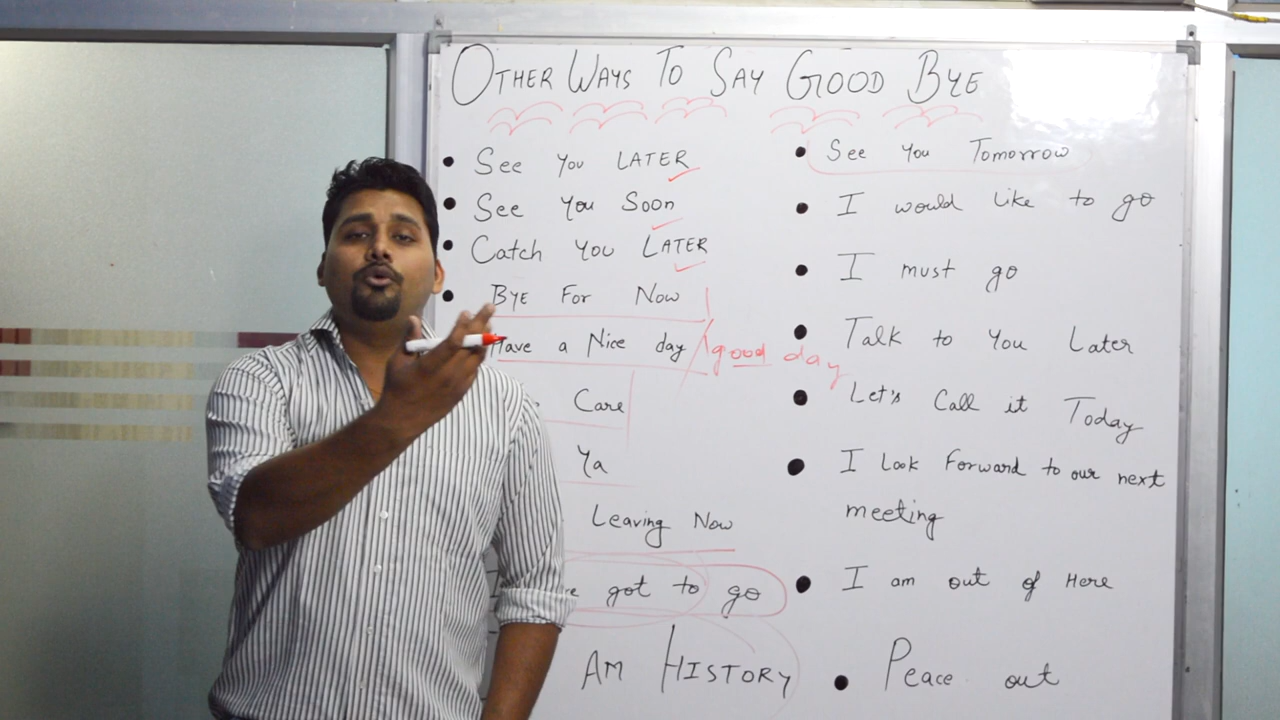 OTHER WAYS TO SAY GOOD BYE
See You LATER
See You Soon
Catch You LATER
BYE For Now
Have a Nice day / good day
Care
Ya
Leaving Now
got to go
AM HISTORY
See You Tomorrow
I would like to go
I must go
Talk to You Later
Let's Call it Today
I Look Forward to our next
meeting
I am out of Here
Peace out